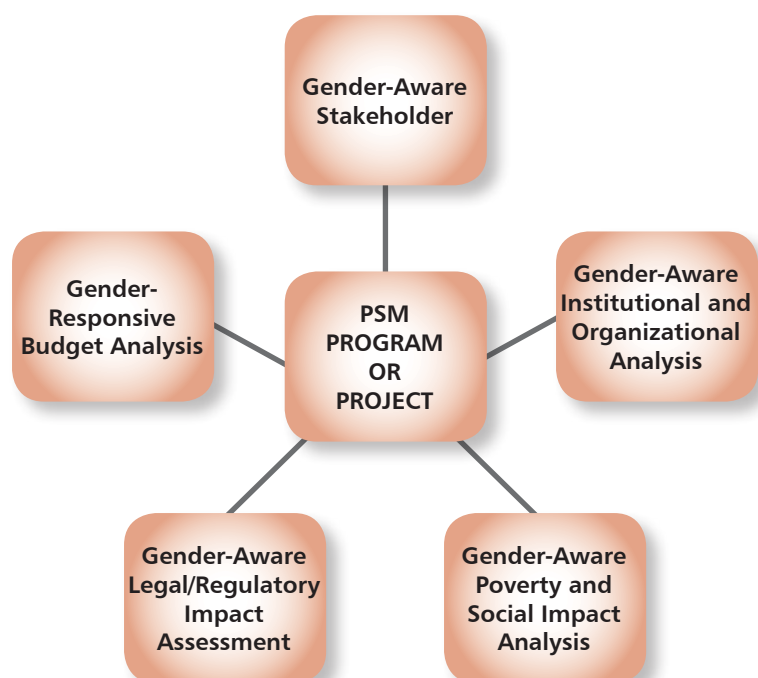 Gender-Aware
Stakeholder
Gender-
Responsive
Budget Analysis
PSM
PROGRAM
OR
PROJECT
Gender-Aware
Institutional and
Organizational
Analysis
Gender-Aware
Legal/Regulatory
Impact
Assessment
Gender-Aware
Poverty and
Social Impact
Analysis